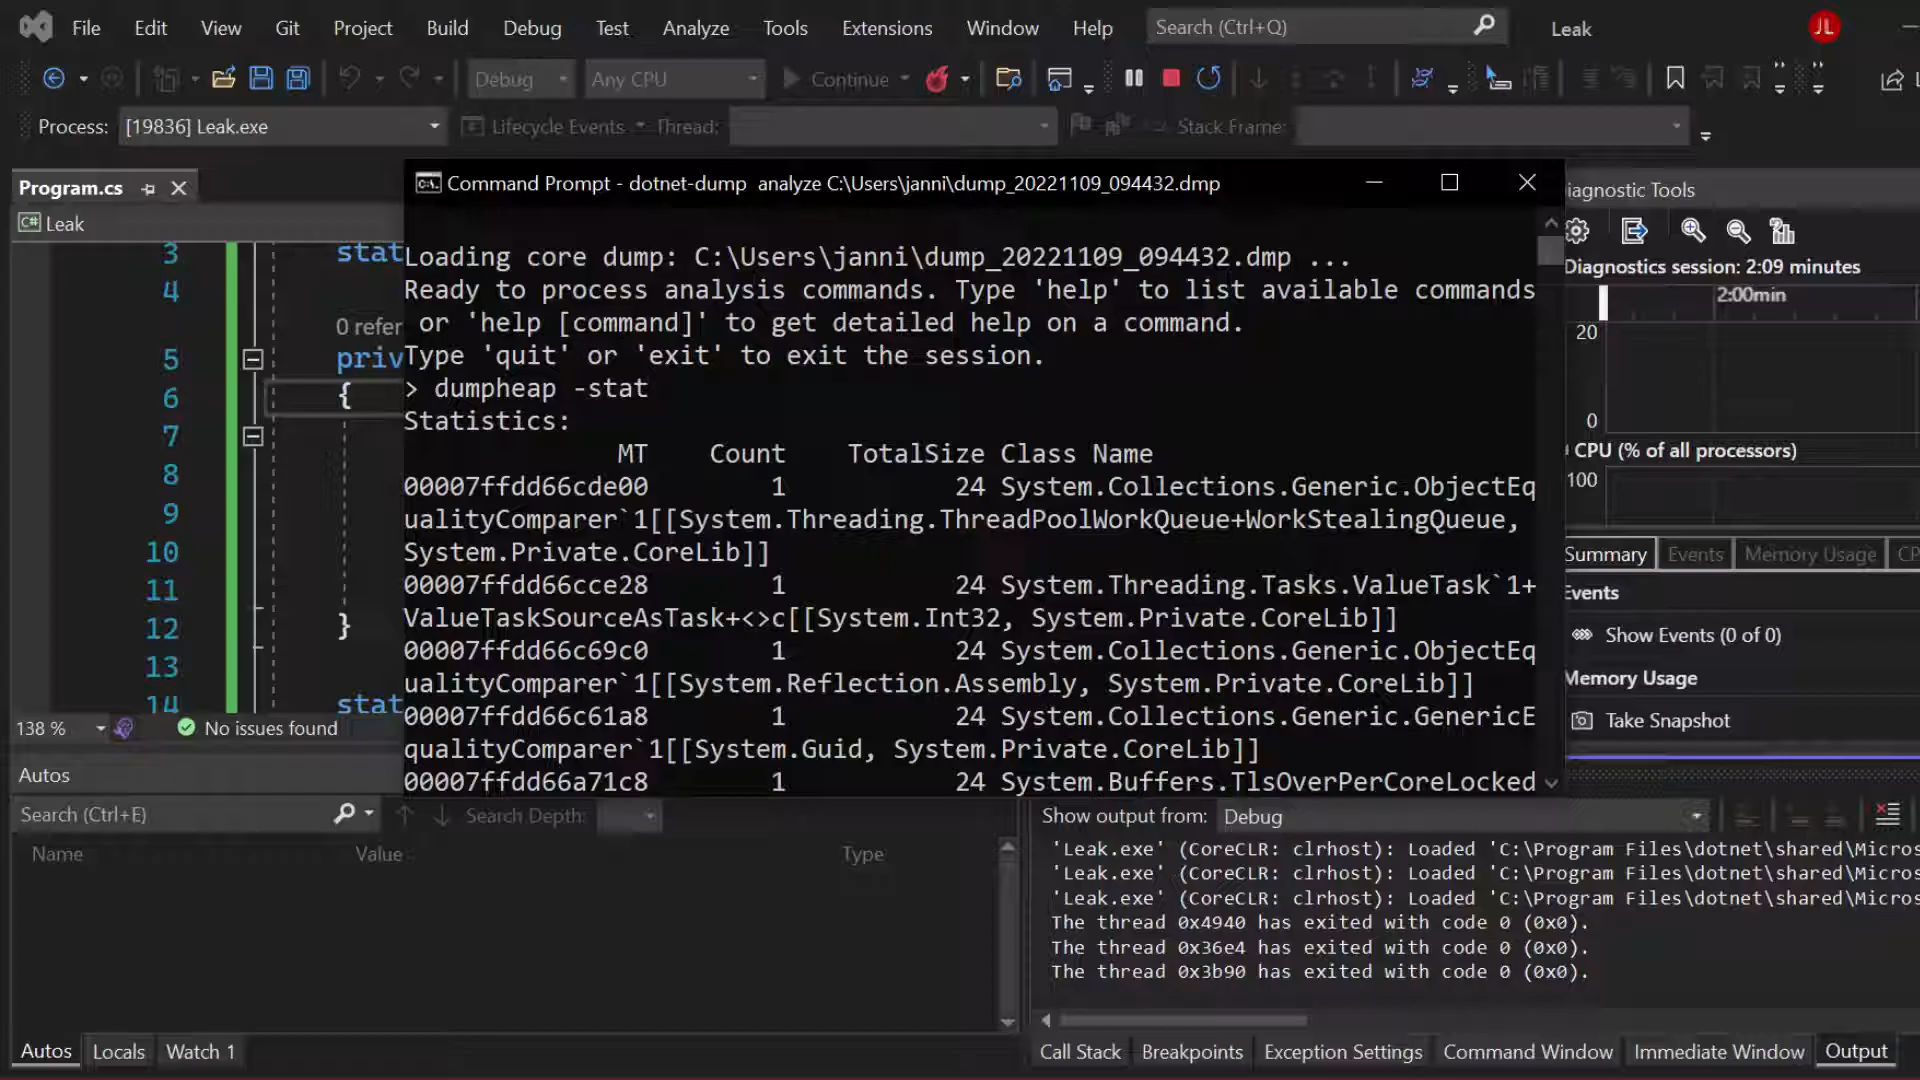 File Edit View Git Project Build Debug Test Analyze Tools Extensions Window Help Search (Ctrl+Q) Leak JL
Debug Any CPU Continue
Process: [19836] Leak.exe Lifecycle Events Thread: Stack Frame:
Program.cs
Leak
3 stat
4
0 refer
5 priv
6 {
7
8
9
10
11
12 }
13
14 stat
138 % No issues found
Command Prompt - dotnet-dump analyze C:\Users\janni\dump_20221109_094432.dmp
Loading core dump: C:\Users\janni\dump_20221109_094432.dmp ...
Ready to process analysis commands. Type 'help' to list available commands
or 'help [command]' to get detailed help on a command.
Type 'quit' or 'exit' to exit the session.
> dumpheap -stat
Statistics:
MT Count TotalSize Class Name
00007ffdd66cde00 1 24 System.Collections.Generic.ObjectEq
ualityComparer`1[[System.Threading.ThreadPoolWorkQueue+WorkStealingQueue,
System.Private.CoreLib]]
00007ffdd66cce28 1 24 System.Threading.Tasks.ValueTask`1+
ValueTaskSourceAsTask+<>c[[System.Int32, System.Private.CoreLib]]
00007ffdd66c69c0 1 24 System.Collections.Generic.ObjectEq
ualityComparer`1[[System.Reflection.Assembly, System.Private.CoreLib]]
00007ffdd66c61a8 1 24 System.Collections.Generic.GenericE
qualityComparer`1[[System.Guid, System.Private.CoreLib]]
00007ffdd66a71c8 1 24 System.Buffers.TlsOverPerCoreLocked
iagnostic Tools
Diagnostics session: 2:09 minutes
2:00min
20
0
CPU (% of all processors)
100
Summary Events Memory Usage CP
Events
Show Events (0 of 0)
Memory Usage
Take Snapshot
Autos
Search (Ctrl+E) Search Depth:
Name Value Type
Autos Locals Watch 1
Show output from: Debug
'Leak.exe' (CoreCLR: clrhost): Loaded 'C:\Program Files\dotnet\shared\Micros
'Leak.exe' (CoreCLR: clrhost): Loaded 'C:\Program Files\dotnet\shared\Micros
'Leak.exe' (CoreCLR: clrhost): Loaded 'C:\Program Files\dotnet\shared\Micros
The thread 0x4940 has exited with code 0 (0x0).
The thread 0x36e4 has exited with code 0 (0x0).
The thread 0x3b90 has exited with code 0 (0x0).
Call Stack Breakpoints Exception Settings Command Window Immediate Window Output